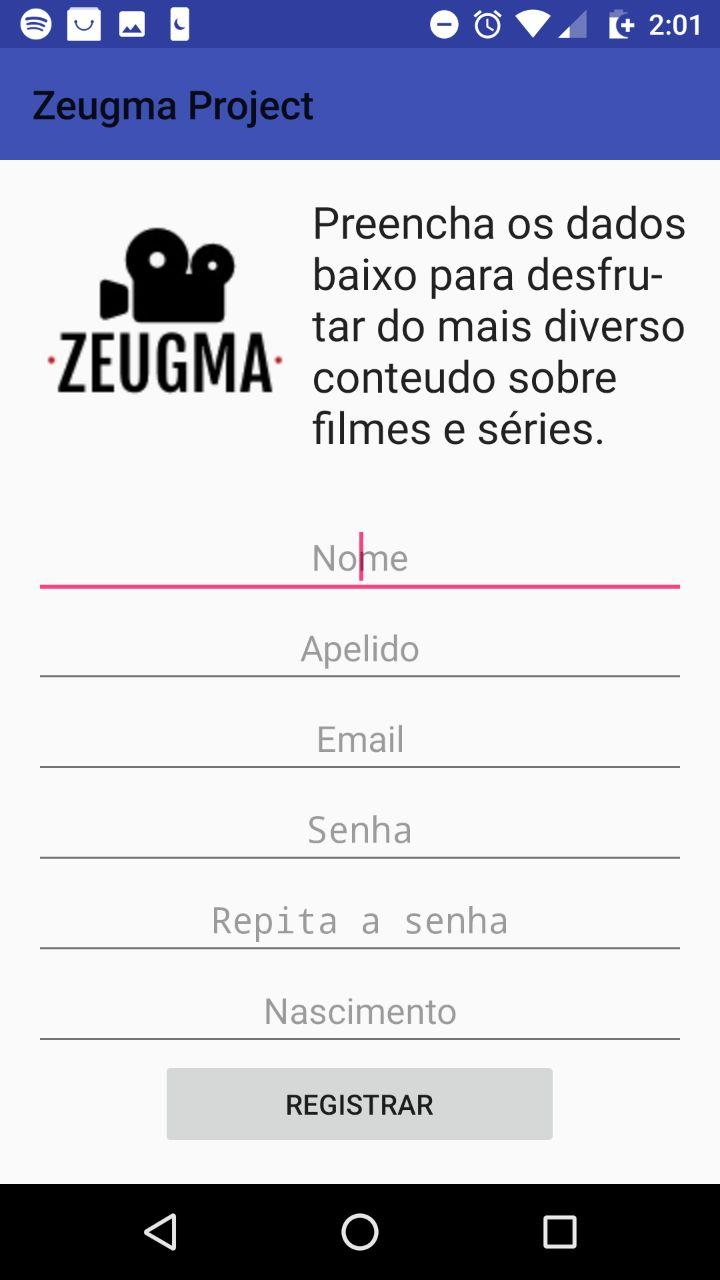 2:01
Zeugma Project
·ZEUGMA·
Preencha os dados
baixo para desfru-
tar do mais diverso
conteudo sobre
filmes e séries.
Nome
Apelido
Email
Senha
Repita a senha
Nascimento
REGISTRAR